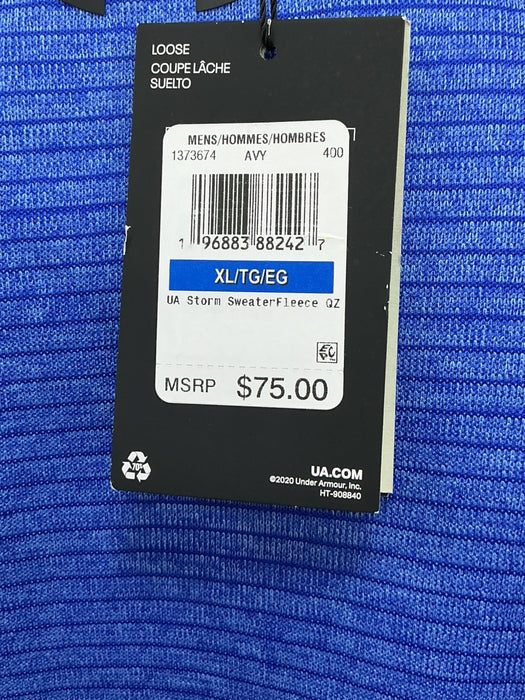 LOOSE
COUPE LÂCHE
SUELTO
MENS/HOMMES/HOMBRES
1373674 AVY 400
1 96883 88242 7
XL/TG/EG
UA Storm SweaterFleece QZ
MSRP $75.00
70%
UA.COM
©2020 Under Armour, Inc.
HT-908840